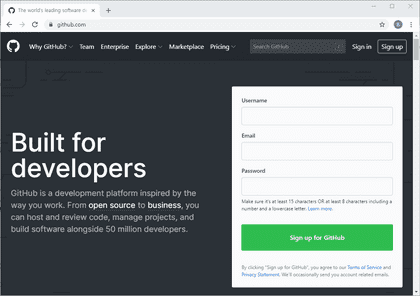 The world's leading software d
github.com
Why GitHub? Team Enterprise Explore Marketplace Pricing Search GitHub Sign in Sign up
Built for
developers
GitHub is a development platform inspired by the
way you work. From open source to business, you
can host and review code, manage projects, and
build software alongside 50 million developers.
Username
Email
Password
Make sure it's at least 15 characters OR at least 8 characters including a
number and a lowercase letter. Learn more.
Sign up for GitHub
By clicking "Sign up for GitHub", you agree to our Terms of Service and
Privacy Statement. We'll occasionally send you account related emails.